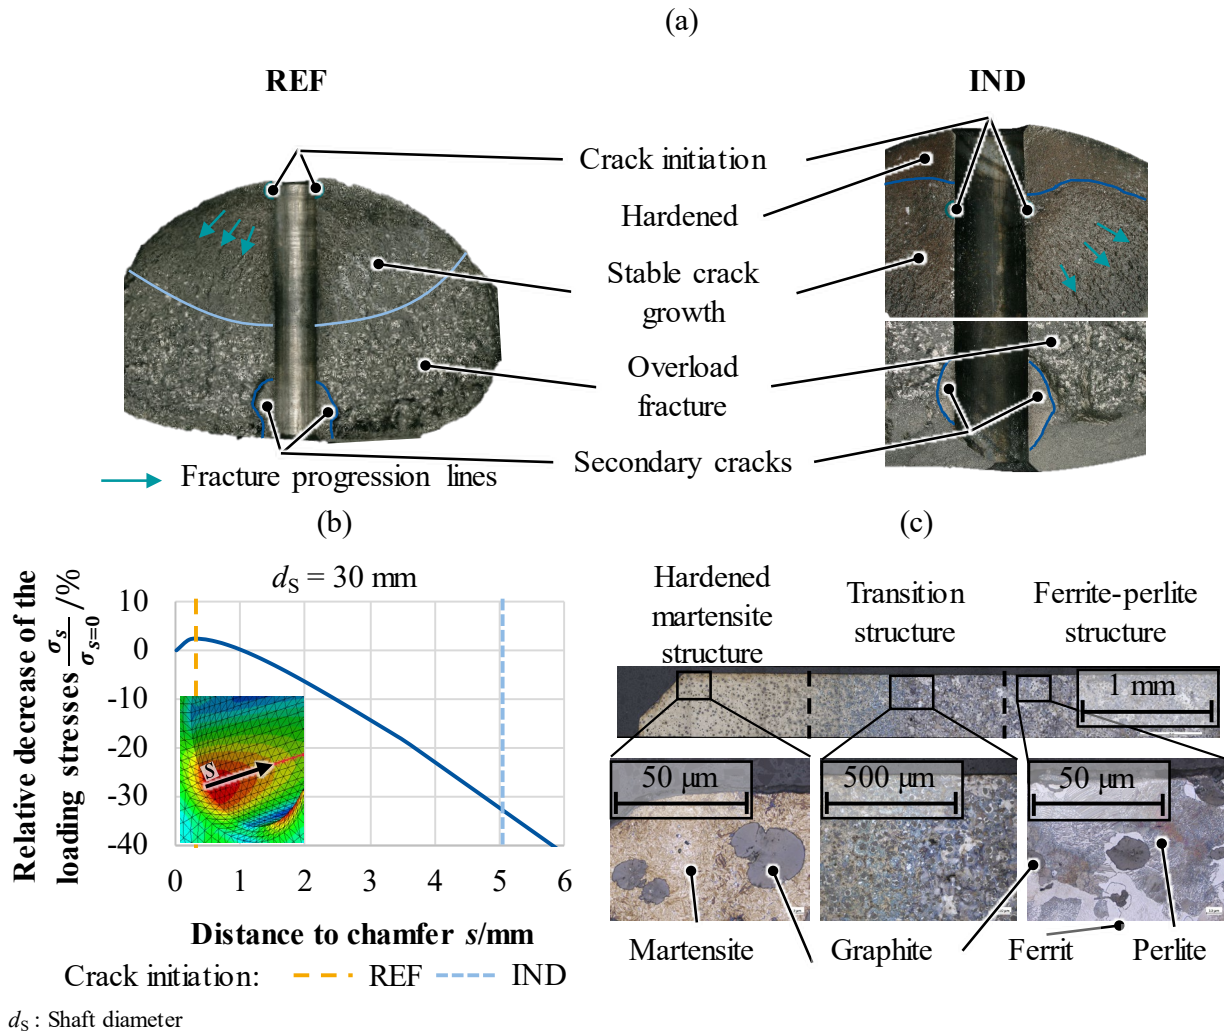 (a)
REF
IND
Crack initiation
Hardened
Stable crack
growth
Overload
fracture
Secondary cracks
Fracture progression lines
(b)
(c)
Relative decrease of the
loading stresses σs/σs=0 /%
dS = 30 mm
10
0
-10
-20
-30
-40
S
0 1 2 3 4 5 6
Distance to chamfer s/mm
Crack initiation: REF IND
dS : Shaft diameter
Hardened
martensite
structure
Transition
structure
Ferrite-perlite
structure
1 mm
50 μm
500 μm
50 μm
Martensite
Graphite
Ferrit
Perlite